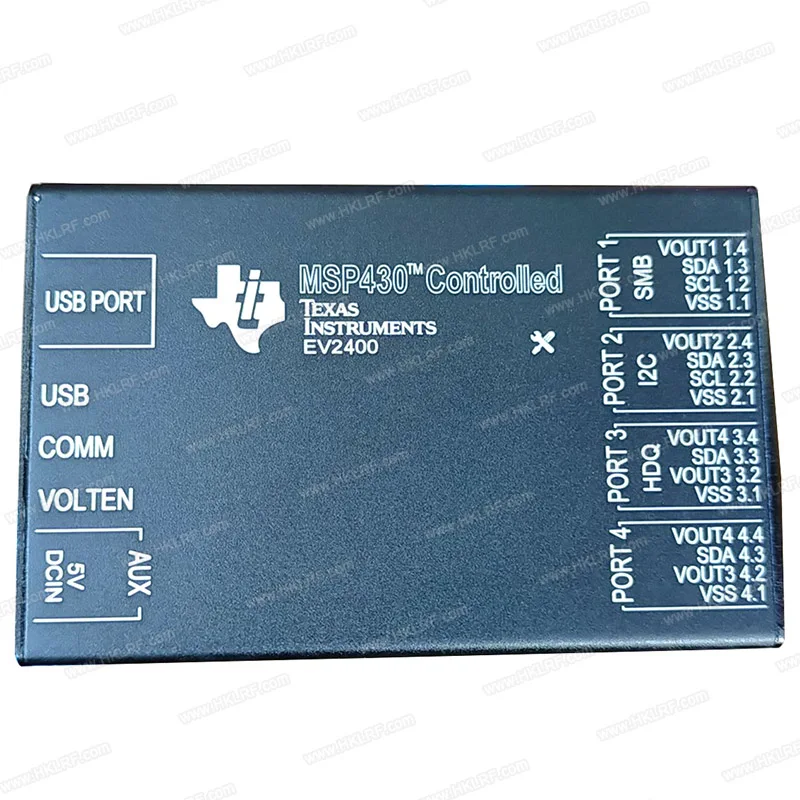 MSP430™ Controlled
TEXAS
INSTRUMENTS
EV2400
USB PORT
USB
COMM
VOLTEN
AUX
5V
DCIN
PORT 1
SMB
VOUT1 1.4
SDA 1.3
SCL 1.2
VSS 1.1
PORT 2
I2C
VOUT2 2.4
SDA 2.3
SCL 2.2
VSS 2.1
PORT 3
HDQ
VOUT4 3.4
SDA 3.3
VOUT3 3.2
VSS 3.1
PORT 4
VOUT4 4.4
SDA 4.3
VOUT3 4.2
VSS 4.1
www.HKLRF.com